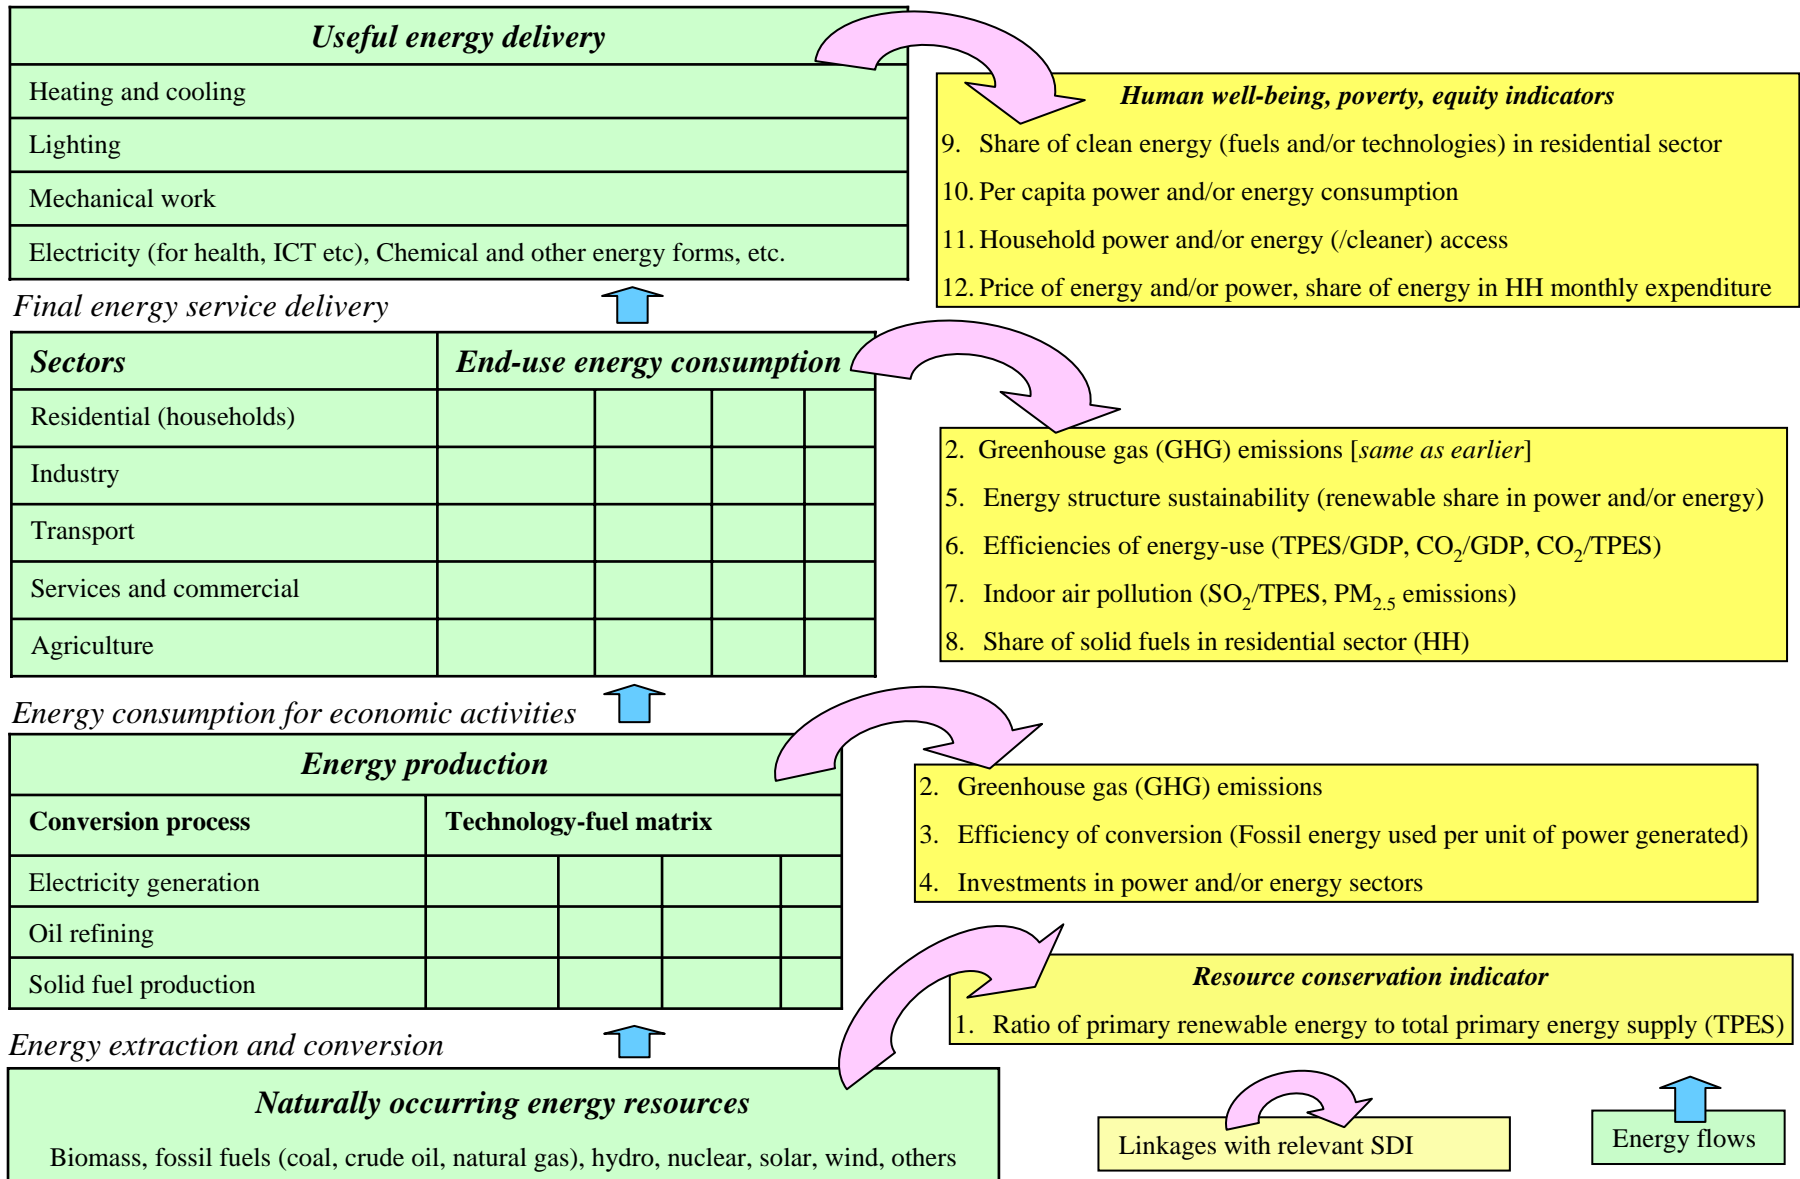 Useful energy delivery
Heating and cooling
Lighting
Mechanical work
Electricity (for health, ICT etc), Chemical and other energy forms, etc.
Human well-being, poverty, equity indicators
9. Share of clean energy (fuels and/or technologies) in residential sector
10. Per capita power and/or energy consumption
11. Household power and/or energy (/cleaner) access
12. Price of energy and/or power, share of energy in HH monthly expenditure
Final energy service delivery
Sectors End-use energy consumption
Residential (households)
Industry
Transport
Services and commercial
Agriculture
2. Greenhouse gas (GHG) emissions [same as earlier]
5. Energy structure sustainability (renewable share in power and/or energy)
6. Efficiencies of energy-use (TPES/GDP, CO2/GDP, CO2/TPES)
7. Indoor air pollution (SO2/TPES, PM2.5 emissions)
8. Share of solid fuels in residential sector (HH)
Energy consumption for economic activities
Energy production
Conversion process Technology-fuel matrix
Electricity generation
Oil refining
Solid fuel production
2. Greenhouse gas (GHG) emissions
3. Efficiency of conversion (Fossil energy used per unit of power generated)
4. Investments in power and/or energy sectors
Energy extraction and conversion
Resource conservation indicator
1. Ratio of primary renewable energy to total primary energy supply (TPES)
Naturally occurring energy resources
Biomass, fossil fuels (coal, crude oil, natural gas), hydro, nuclear, solar, wind, others
Linkages with relevant SDI
Energy flows